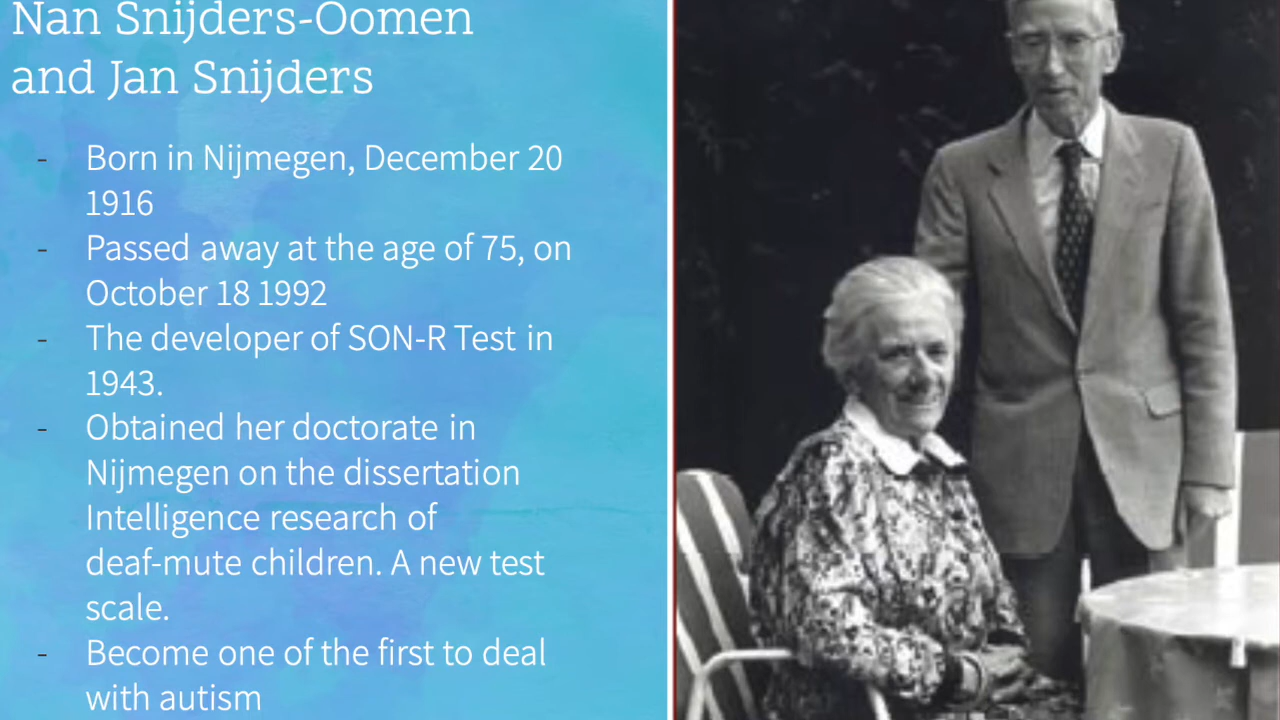 Nan Snijders-Oomen
and Jan Snijders
- Born in Nijmegen, December 20
1916
- Passed away at the age of 75, on
October 18 1992
- The developer of SON-R Test in
1943.
- Obtained her doctorate in
Nijmegen on the dissertation
Intelligence research of
deaf-mute children. A new test
scale.
- Become one of the first to deal
with autism